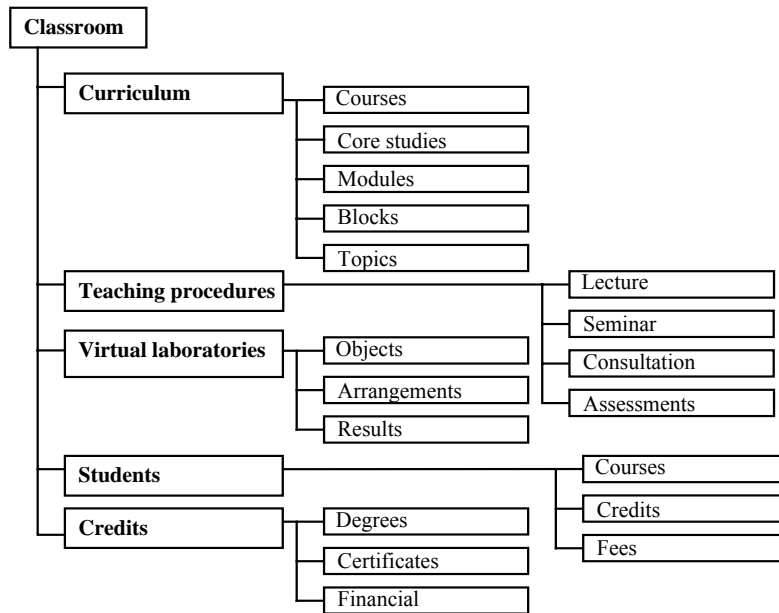 Classroom
Curriculum
Courses
Core studies
Modules
Blocks
Topics
Teaching procedures
Lecture
Seminar
Consultation
Assessments
Virtual laboratories
Objects
Arrangements
Results
Students
Courses
Credits
Fees
Credits
Degrees
Certificates
Financial